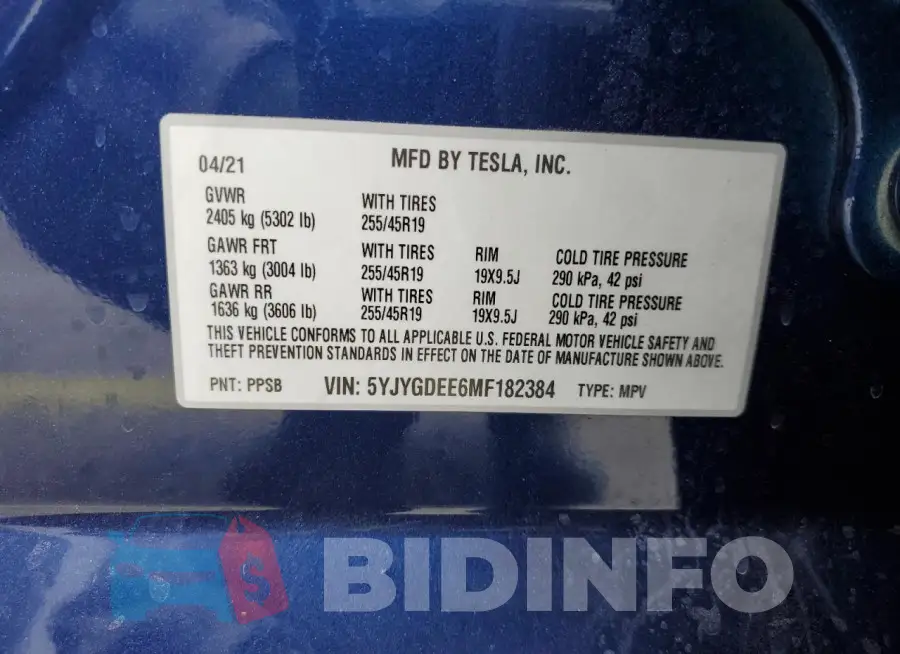 04/21 MFD BY TESLA, INC.
GVWR WITH TIRES
2405 kg (5302 lb) 255/45R19
GAWR FRT WITH TIRES RIM COLD TIRE PRESSURE
1363 kg (3004 lb) 255/45R19 19X9.5J 290 kPa, 42 psi
GAWR RR WITH TIRES RIM COLD TIRE PRESSURE
1636 kg (3606 lb) 255/45R19 19X9.5J 290 kPa, 42 psi
THIS VEHICLE CONFORMS TO ALL APPLICABLE U.S. FEDERAL MOTOR VEHICLE SAFETY AND
THEFT PREVENTION STANDARDS IN EFFECT ON THE DATE OF MANUFACTURE SHOWN ABOVE.
PNT: PPSB VIN: 5YJYGDEE6MF182384 TYPE: MPV
$ BIDINFO